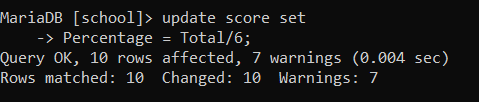 MariaDB [school]> update score set
    -> Percentage = Total/6;
Query OK, 10 rows affected, 7 warnings (0.004 sec)
Rows matched: 10  Changed: 10  Warnings: 7